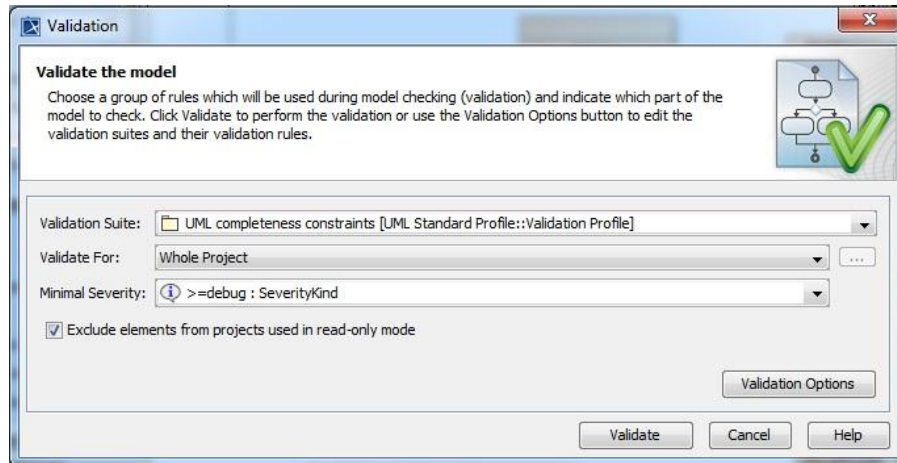 Validation
Validate the model
Choose a group of rules which will be used during model checking (validation) and indicate which part of the
model to check. Click Validate to perform the validation or use the Validation Options button to edit the
validation suites and their validation rules.
Validation Suite: UML completeness constraints [UML Standard Profile::Validation Profile]
Validate For: Whole Project ...
Minimal Severity: >=debug : SeverityKind
Exclude elements from projects used in read-only mode
Validation Options
Validate Cancel Help